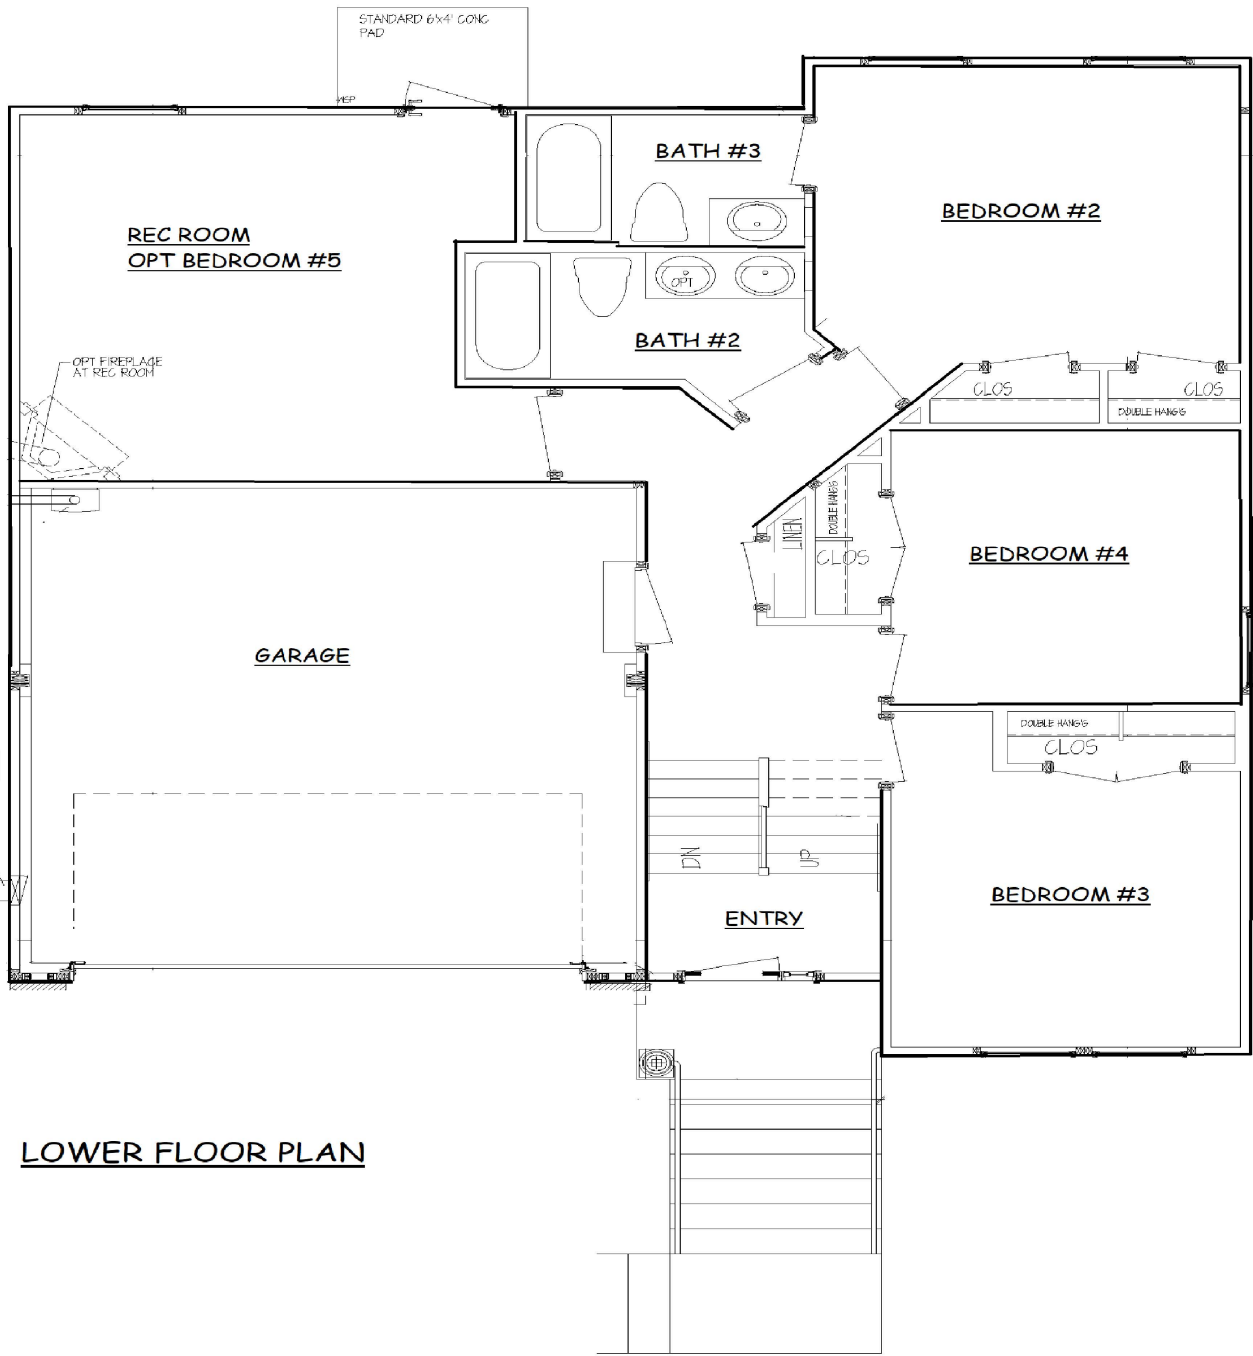 STANDARD 6'x4' CONC
PAD
WSP
BATH #3
BEDROOM #2
REC ROOM
OPT BEDROOM #5
OPT
BATH #2
OPT FIREPLACE
AT REC ROOM
CLOS
CLOS
DOUBLE HANG'G
DOUBLE HANG'G
LINEN
CLOS
BEDROOM #4
GARAGE
DOUBLE HANG'G
CLOS
DN
UP
BEDROOM #3
ENTRY
LOWER FLOOR PLAN